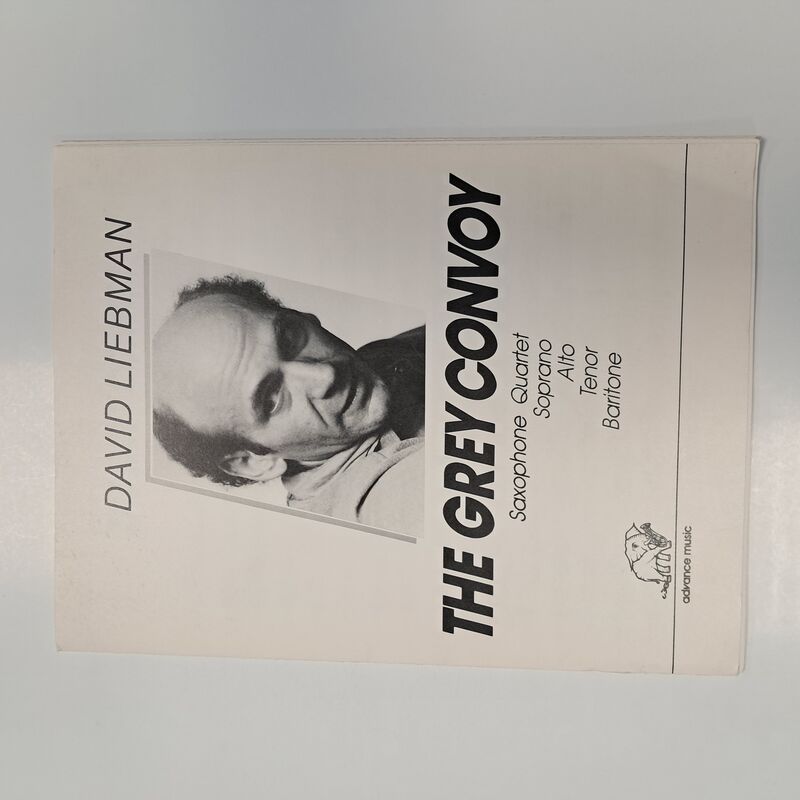 DAVID LIEBMAN
THE GREY CONVOY
Saxophone Quartet
Soprano
Alto
Tenor
Baritone
advance music